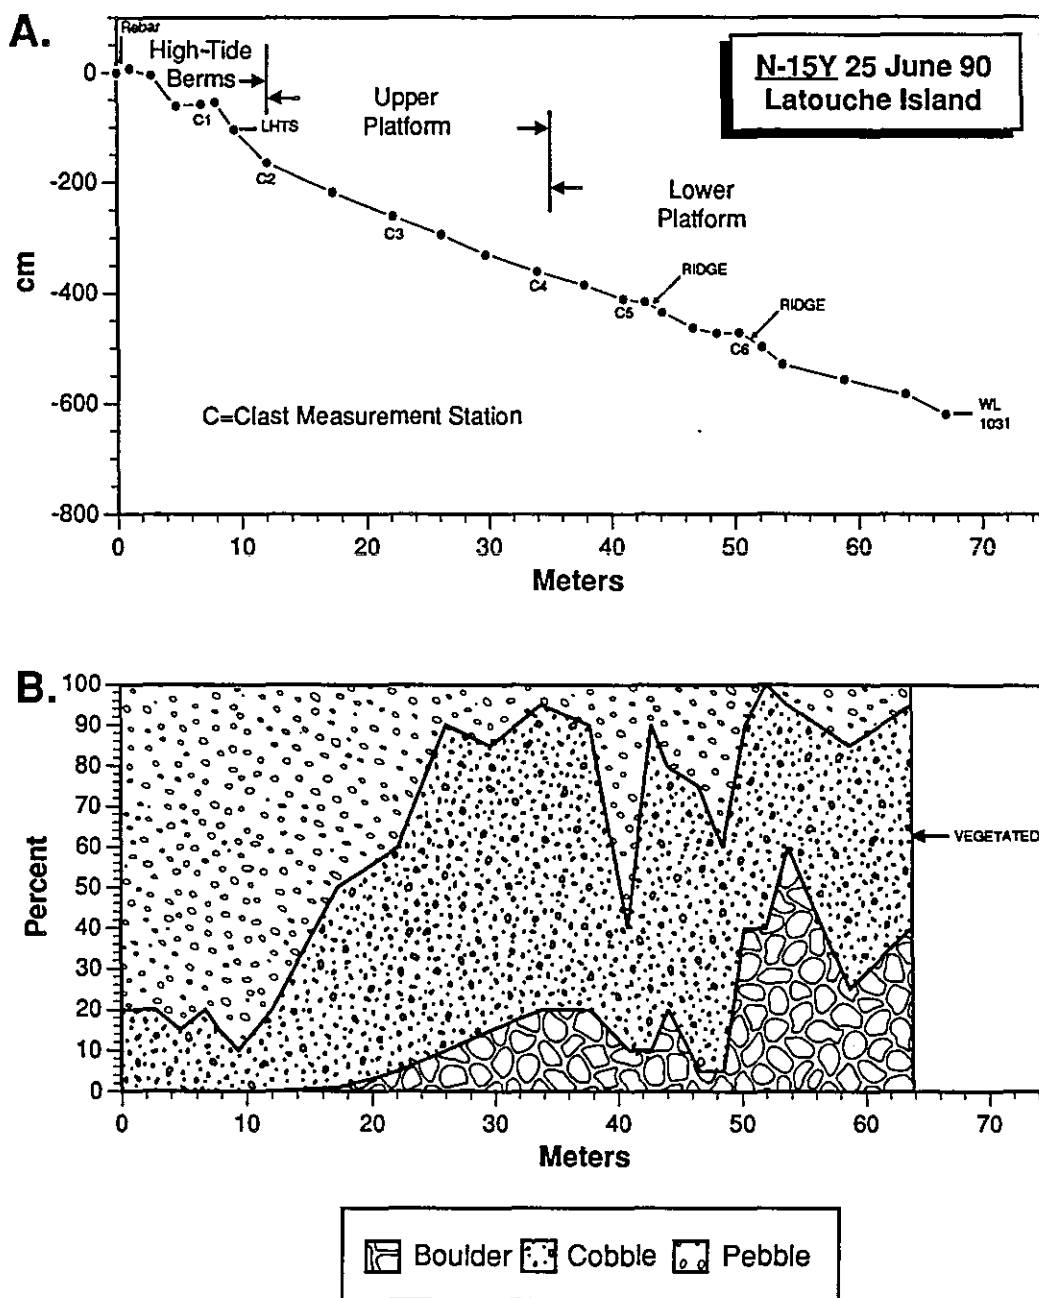 A.
Rebar
High-Tide
Berms
N-15Y 25 June 90
Latouche Island
0
Upper
Platform
C1
LHTS
C2
-200
Lower
Platform
C3
cm
RIDGE
C4
-400
C5
RIDGE
C6
-600
WL
1031
C=Clast Measurement Station
-800
0 10 20 30 40 50 60 70
Meters
B.
100
90
80
70
60
50
40
30
20
10
0
Percent
VEGETATED
0 10 20 30 40 50 60 70
Meters
Boulder Cobble Pebble